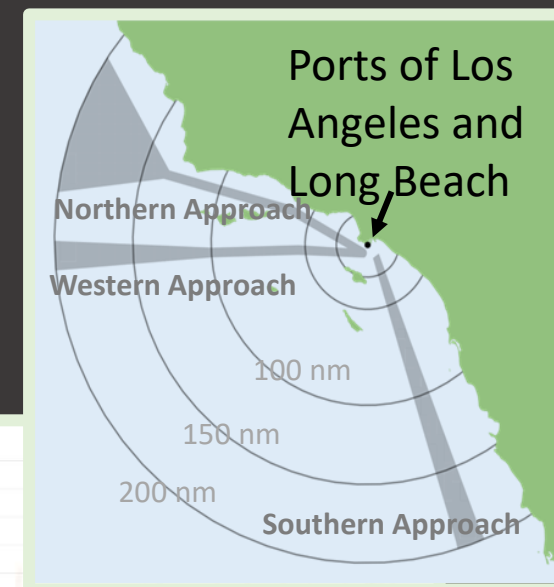 Ports of Los
Angeles and
Long Beach
Northern Approach
Western Approach
100 nm
150 nm
200 nm
Southern Approach